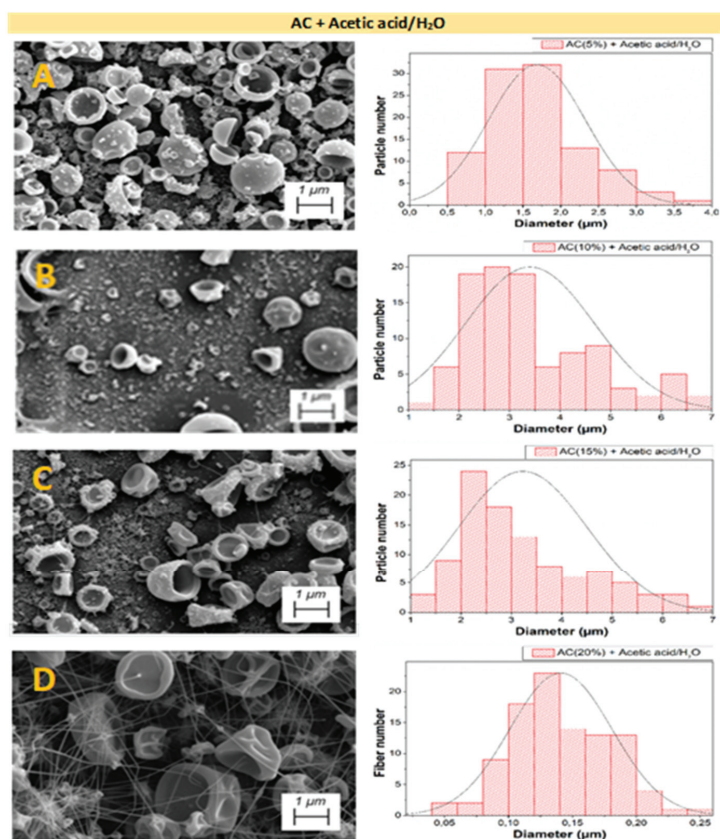 AC + Acetic acid/H₂O
A
1 µm
AC(5%) + Acetic acid/H₂O
Particle number
30
25
20
15
10
5
0
0,0 0,5 1,0 1,5 2,0 2,5 3,0 3,5 4,0
Diameter (µm)
B
1 µm
AC(10%) + Acetic acid/H₂O
Particle number
20
15
10
5
0
1 2 3 4 5 6 7
Diameter (µm)
C
1 µm
AC(15%) + Acetic acid/H₂O
Particle number
25
20
15
10
5
0
1 2 3 4 5 6 7
Diameter (µm)
D
1 µm
AC(20%) + Acetic acid/H₂O
Fiber number
20
15
10
5
0
0,05 0,10 0,15 0,20 0,25
Diameter (µm)